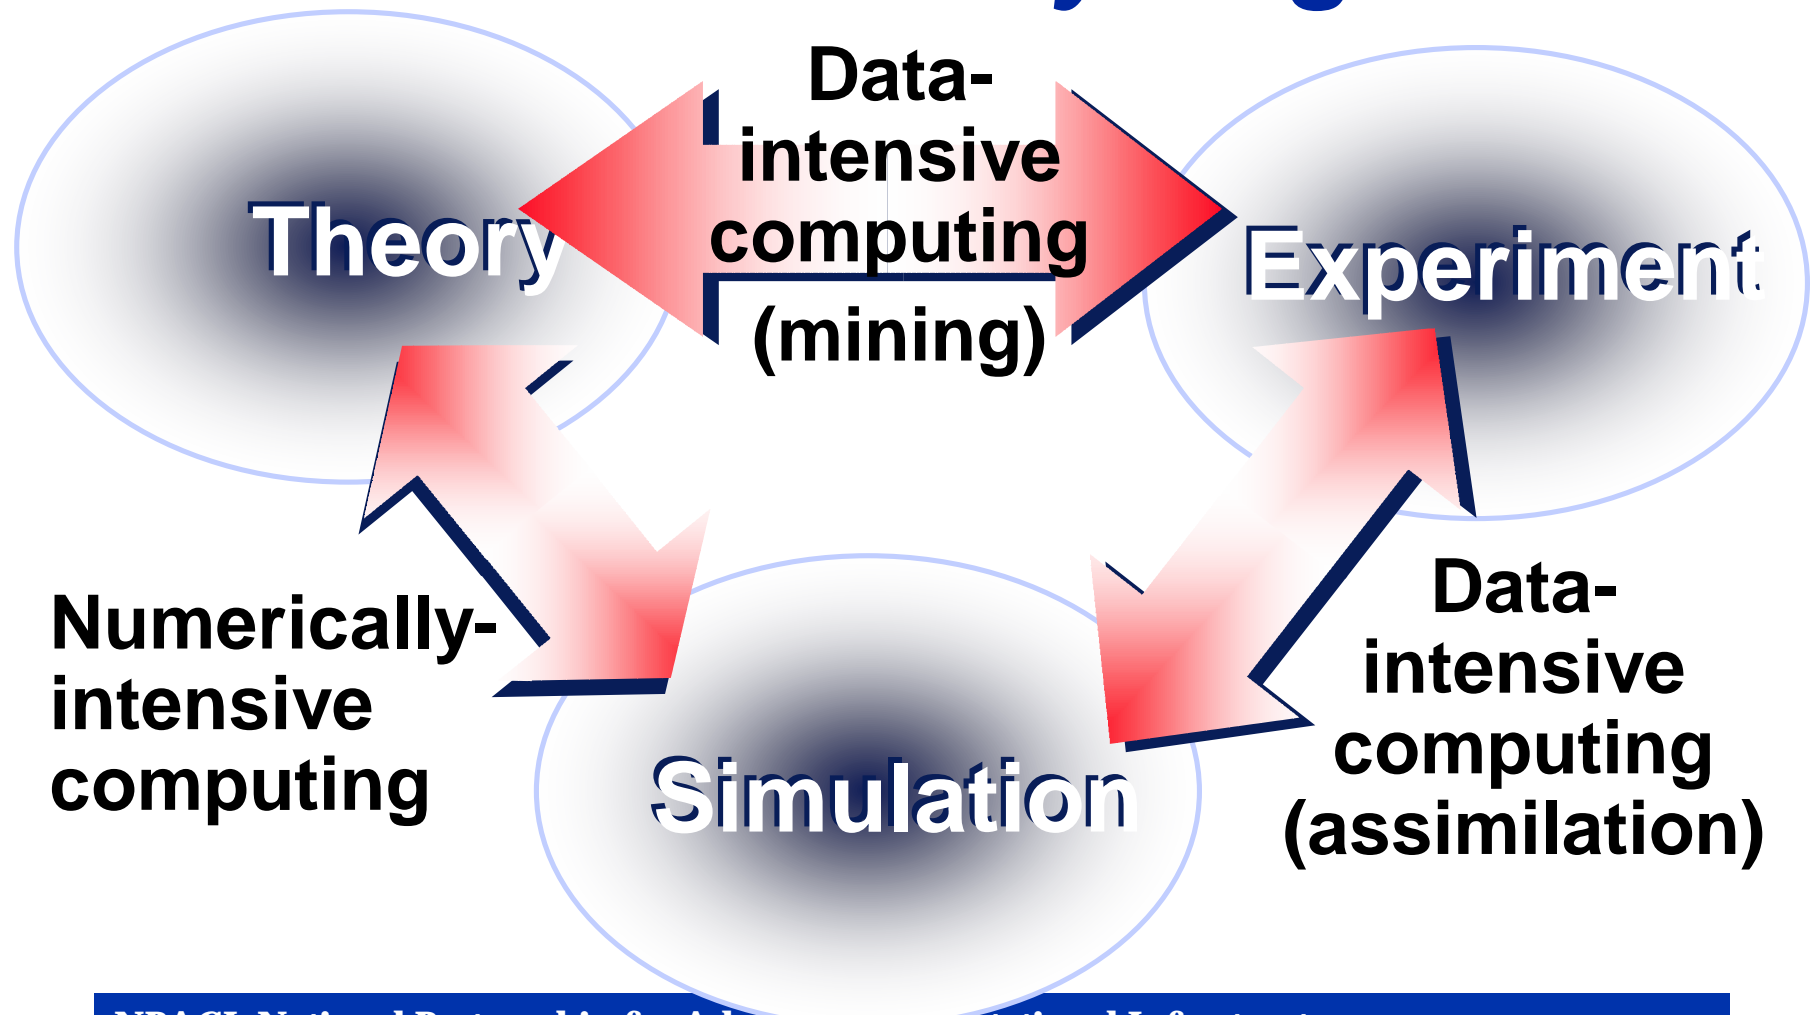 Data-
intensive
computing
(mining)
Theory
Experiment
Numerically-
intensive
computing
Data-
intensive
computing
(assimilation)
Simulation